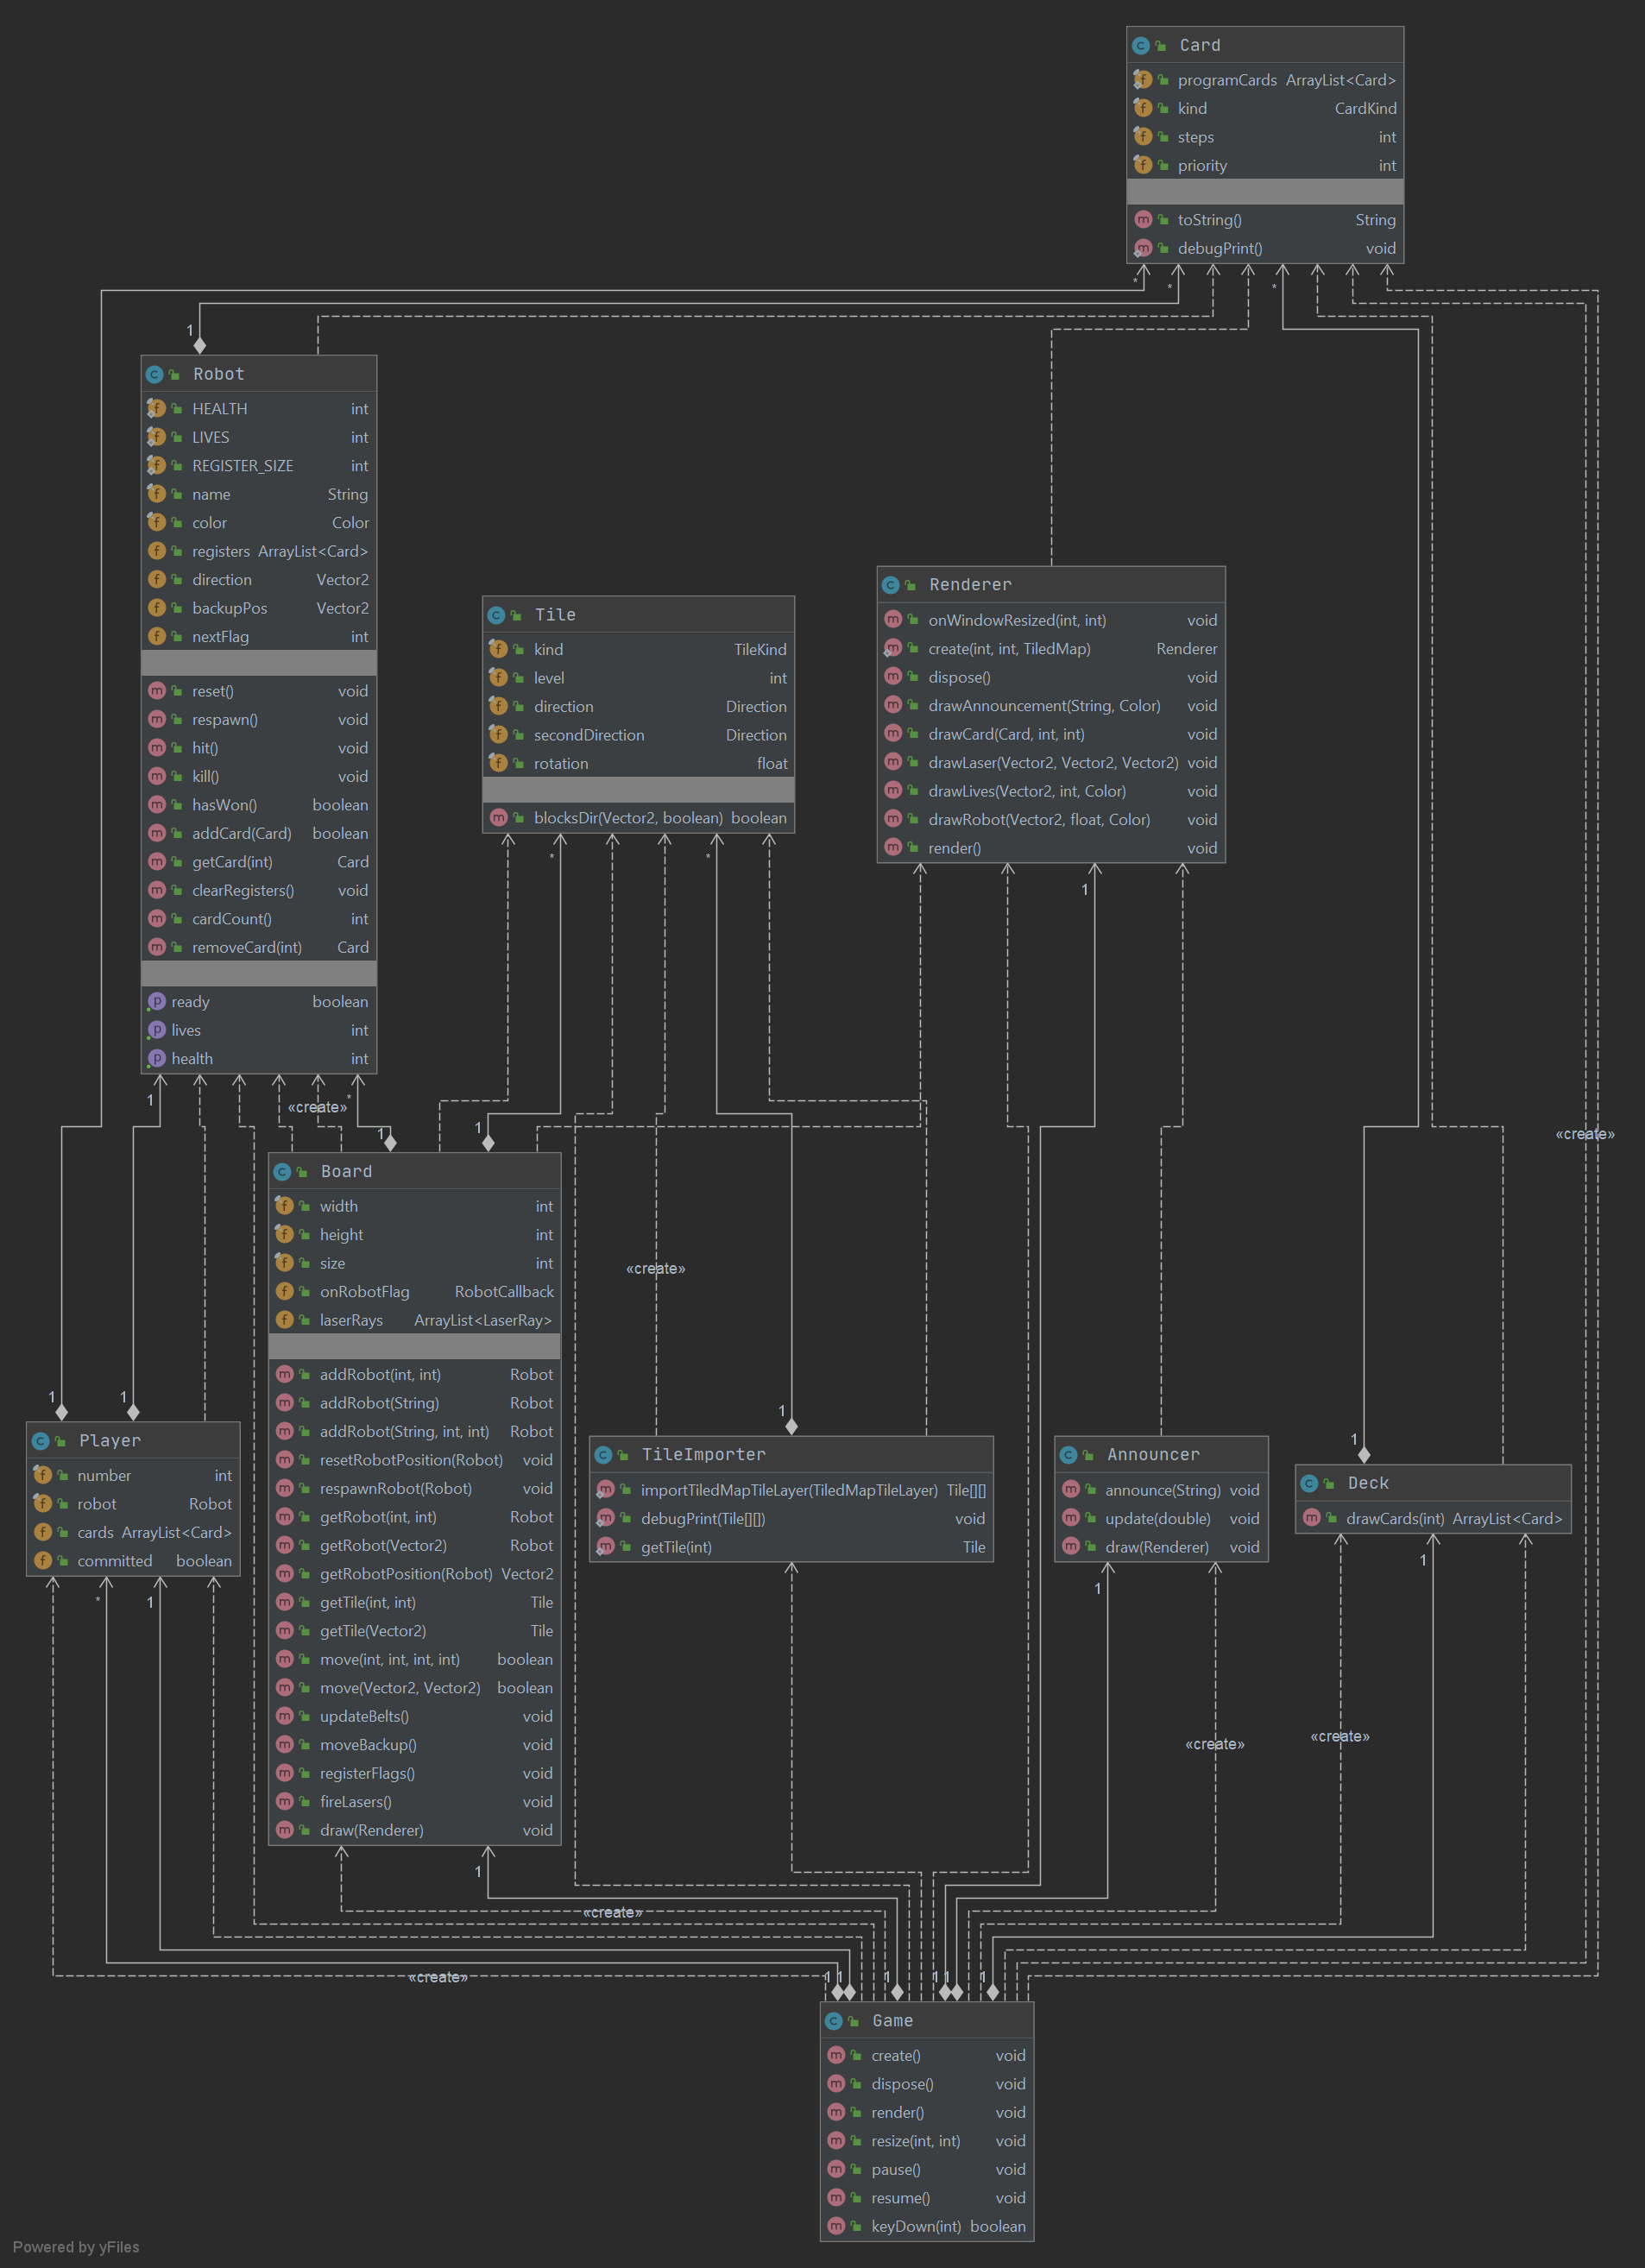 Card
programCards ArrayList<Card>
kind CardKind
steps int
priority int
toString() String
debugPrint() void
* * *
1
Robot
HEALTH int
LIVES int
REGISTER_SIZE int
name String
color Color
registers ArrayList<Card>
direction Vector2
backupPos Vector2
nextFlag int
reset() void
respawn() void
hit() void
kill() void
hasWon() boolean
addCard(Card) boolean
getCard(int) Card
clearRegisters() void
cardCount() int
removeCard(int) Card
ready boolean
lives int
health int
Tile
kind TileKind
level int
direction Direction
secondDirection Direction
rotation float
blocksDir(Vector2, boolean) boolean
Renderer
onWindowResized(int, int) void
create(int, int, TiledMap) Renderer
dispose() void
drawAnnouncement(String, Color) void
drawCard(Card, int, int) void
drawLaser(Vector2, Vector2, Vector2) void
drawLives(Vector2, int, Color) void
drawRobot(Vector2, float, Color) void
render() void
* *
1
1
«create» *
1 1
«create»
Board
width int
height int
size int
onRobotFlag RobotCallback
laserRays ArrayList<LaserRay>
addRobot(int, int) Robot
addRobot(String) Robot
addRobot(String, int, int) Robot
resetRobotPosition(Robot) void
respawnRobot(Robot) void
getRobot(int, int) Robot
getRobot(Vector2) Robot
getRobotPosition(Robot) Vector2
getTile(int, int) Tile
getTile(Vector2) Tile
move(int, int, int, int) boolean
move(Vector2, Vector2) boolean
updateBelts() void
moveBackup() void
registerFlags() void
fireLasers() void
draw(Renderer) void
«create»
1 1
1
1
Player
number int
robot Robot
cards ArrayList<Card>
committed boolean
TileImporter
importTiledMapTileLayer(TiledMapTileLayer) Tile[][]
debugPrint(Tile[][]) void
getTile(int) Tile
Announcer
announce(String) void
update(double) void
draw(Renderer) void
Deck
drawCards(int) ArrayList<Card>
* 1
1
1
«create»
«create»
1
«create»
«create»
1 1 1 1 1 1
Game
create() void
dispose() void
render() void
resize(int, int) void
pause() void
resume() void
keyDown(int) boolean
Powered by yFiles